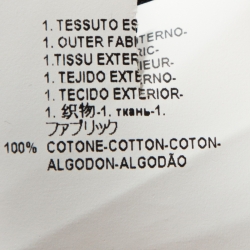 1. TESSUTO ES TERNO-
1. OUTER FAB RIC-
1. TISSU EXTER IEUR-
1. TEJIDO EXTERNO-
1. TECIDO EXTERIOR-
1. 织物-1. ткань-1.
ファブリック
100% COTONE-COTTON-COTON-
ALGODON-ALGODÃO